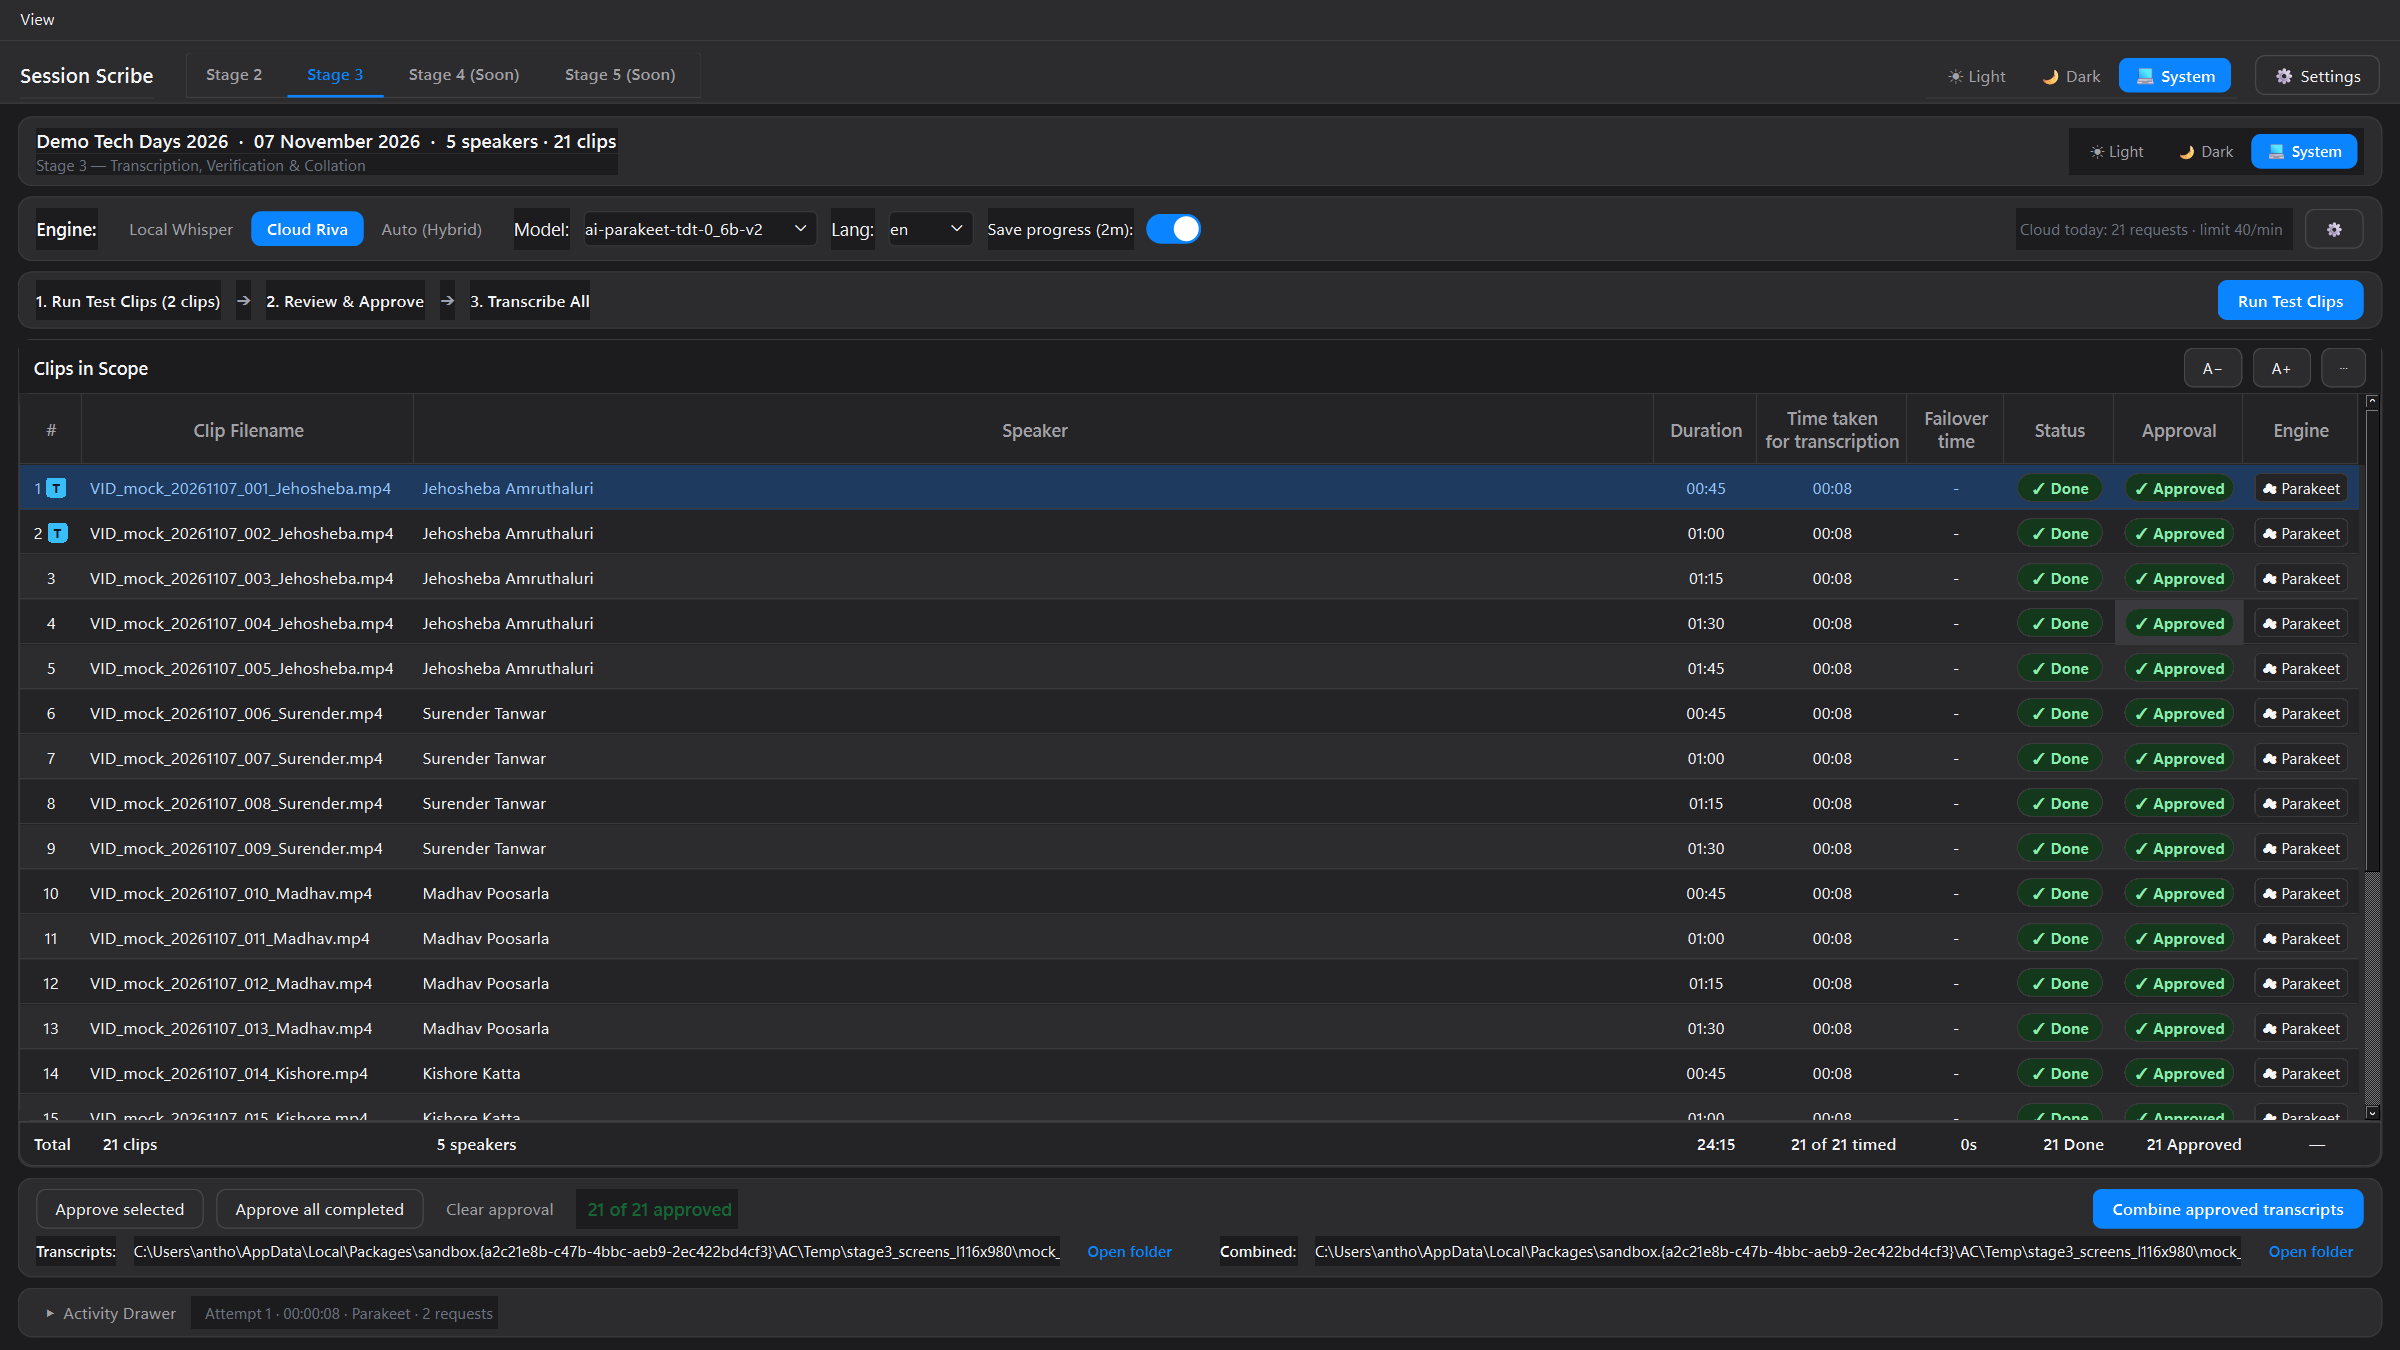 View
Session Scribe
Stage 2
Stage 3
Stage 4 (Soon)
Stage 5 (Soon)
Light
Dark
System
Settings
Demo Tech Days 2026 · 07 November 2026 · 5 speakers · 21 clips
Stage 3 — Transcription, Verification & Collation
Light
Dark
System
Engine:
Local Whisper
Cloud Riva
Auto (Hybrid)
Model:
ai-parakeet-tdt-0_6b-v2
Lang:
en
Save progress (2m):
Cloud today: 21 requests · limit 40/min
1. Run Test Clips (2 clips) → 2. Review & Approve → 3. Transcribe All
Run Test Clips
Clips in Scope
A−
A+
...
# Clip Filename Speaker Duration Time taken for transcription Failover time Status Approval Engine
1 T VID_mock_20261107_001_Jehosheba.mp4 Jehosheba Amruthaluri 00:45 00:08 - ✓ Done ✓ Approved Parakeet
2 T VID_mock_20261107_002_Jehosheba.mp4 Jehosheba Amruthaluri 01:00 00:08 - ✓ Done ✓ Approved Parakeet
3 VID_mock_20261107_003_Jehosheba.mp4 Jehosheba Amruthaluri 01:15 00:08 - ✓ Done ✓ Approved Parakeet
4 VID_mock_20261107_004_Jehosheba.mp4 Jehosheba Amruthaluri 01:30 00:08 - ✓ Done ✓ Approved Parakeet
5 VID_mock_20261107_005_Jehosheba.mp4 Jehosheba Amruthaluri 01:45 00:08 - ✓ Done ✓ Approved Parakeet
6 VID_mock_20261107_006_Surender.mp4 Surender Tanwar 00:45 00:08 - ✓ Done ✓ Approved Parakeet
7 VID_mock_20261107_007_Surender.mp4 Surender Tanwar 01:00 00:08 - ✓ Done ✓ Approved Parakeet
8 VID_mock_20261107_008_Surender.mp4 Surender Tanwar 01:15 00:08 - ✓ Done ✓ Approved Parakeet
9 VID_mock_20261107_009_Surender.mp4 Surender Tanwar 01:30 00:08 - ✓ Done ✓ Approved Parakeet
10 VID_mock_20261107_010_Madhav.mp4 Madhav Poosarla 00:45 00:08 - ✓ Done ✓ Approved Parakeet
11 VID_mock_20261107_011_Madhav.mp4 Madhav Poosarla 01:00 00:08 - ✓ Done ✓ Approved Parakeet
12 VID_mock_20261107_012_Madhav.mp4 Madhav Poosarla 01:15 00:08 - ✓ Done ✓ Approved Parakeet
13 VID_mock_20261107_013_Madhav.mp4 Madhav Poosarla 01:30 00:08 - ✓ Done ✓ Approved Parakeet
14 VID_mock_20261107_014_Kishore.mp4 Kishore Katta 00:45 00:08 - ✓ Done ✓ Approved Parakeet
15 VID_mock_20261107_015_Kishore.mp4 Kishore Katta 01:00 00:08 - ✓ Done ✓ Approved Parakeet
Total 21 clips 5 speakers 24:15 21 of 21 timed 0s 21 Done 21 Approved —
Approve selected
Approve all completed
Clear approval
21 of 21 approved
Combine approved transcripts
Transcripts: C:\Users\antho\AppData\Local\Packages\sandbox.{a2c21e8b-c47b-4bbc-aeb9-2ec422bd4cf3}\AC\Temp\stage3_screens_l116x980\mock_ Open folder
Combined: C:\Users\antho\AppData\Local\Packages\sandbox.{a2c21e8b-c47b-4bbc-aeb9-2ec422bd4cf3}\AC\Temp\stage3_screens_l116x980\mock_ Open folder
Activity Drawer
Attempt 1 · 00:00:08 · Parakeet · 2 requests